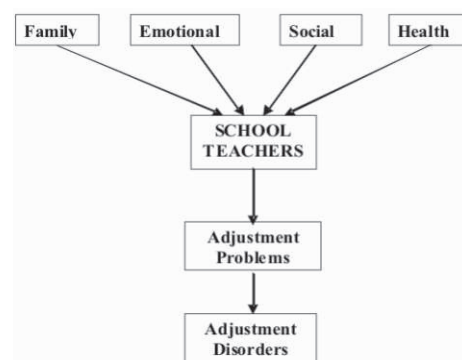 Family Emotional Social Health
SCHOOL
TEACHERS
Adjustment
Problems
Adjustment
Disorders